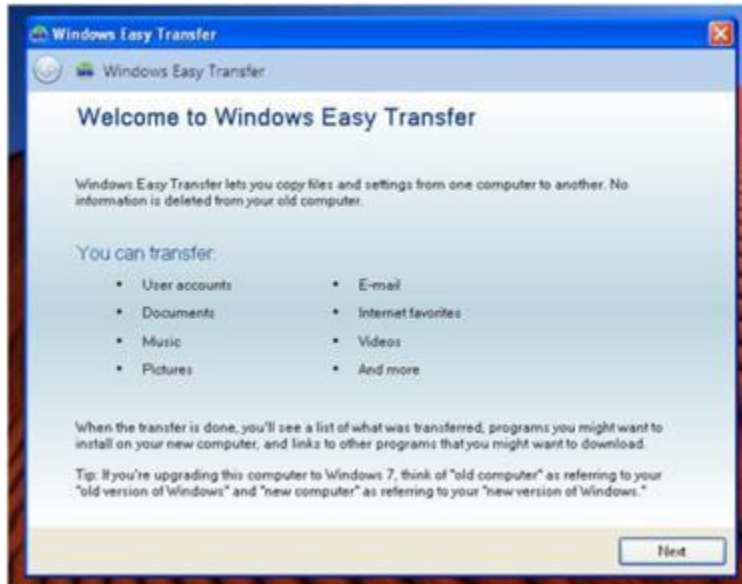 Windows Easy Transfer
Windows Easy Transfer
Welcome to Windows Easy Transfer
Windows Easy Transfer lets you copy files and settings from one computer to another. No
information is deleted from your old computer.
You can transfer:
• User accounts
• Documents
• Music
• Pictures
• E-mail
• Internet favorites
• Videos
• And more
When the transfer is done, you'll see a list of what was transferred, programs you might want to
install on your new computer, and links to other programs that you might want to download.
Tip: If you're upgrading this computer to Windows 7, think of "old computer" as referring to your
"old version of Windows" and "new computer" as referring to your "new version of Windows."
Next